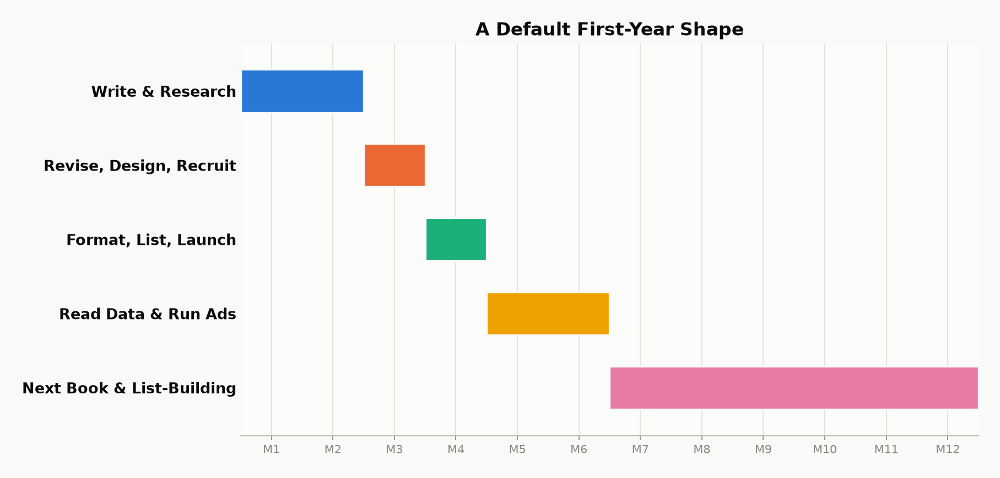 A Default First-Year Shape
Write & Research
Revise, Design, Recruit
Format, List, Launch
Read Data & Run Ads
Next Book & List-Building
M1 M2 M3 M4 M5 M6 M7 M8 M9 M10 M11 M12